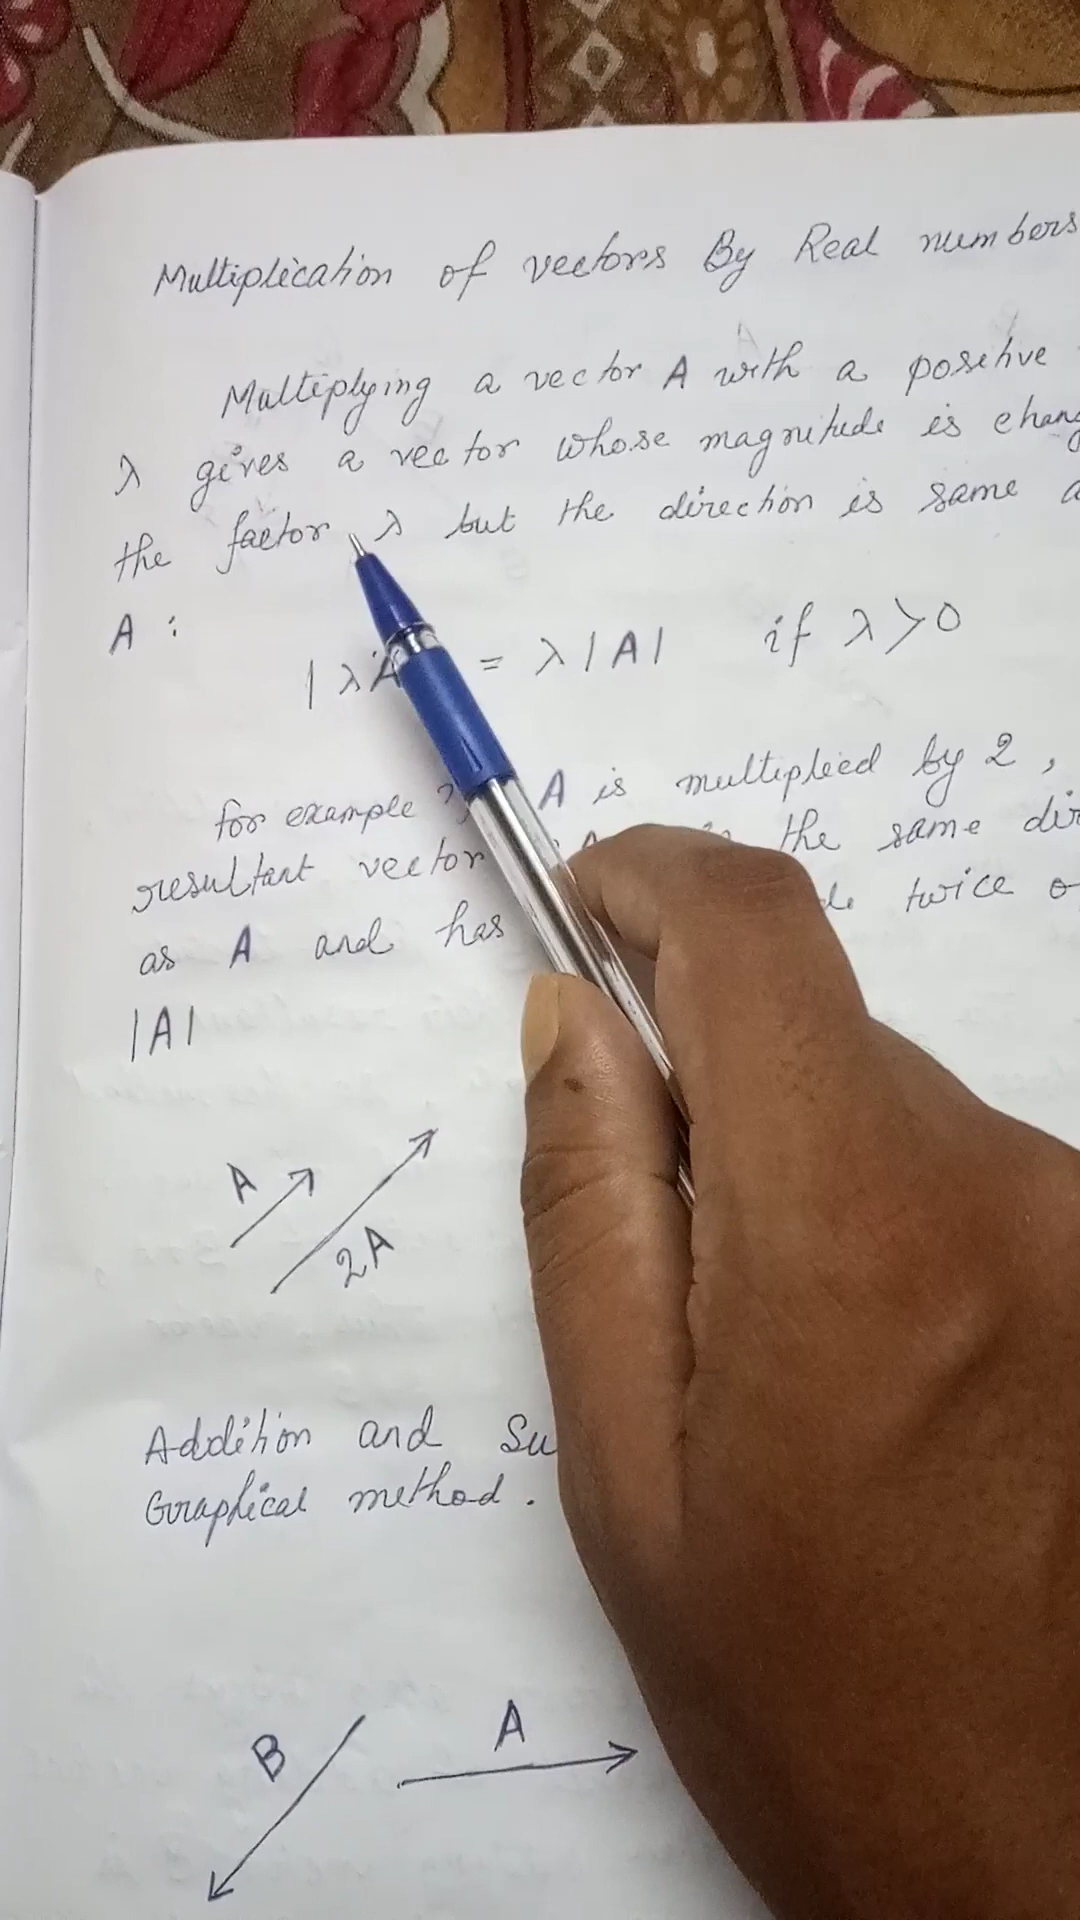 Multiplication of vectors By Real numbers
Multiplying a vector A with a positive
λ gives a vector whose magnitude is chang
the factor λ but the direction is same a
A :
|λA = λ|A| if λ>0
for example A is multiplied by 2 ,
resultant vector the same dir
as A and has twice o
|A|
A
2A
Addition and Su
Graphical method .
B
A